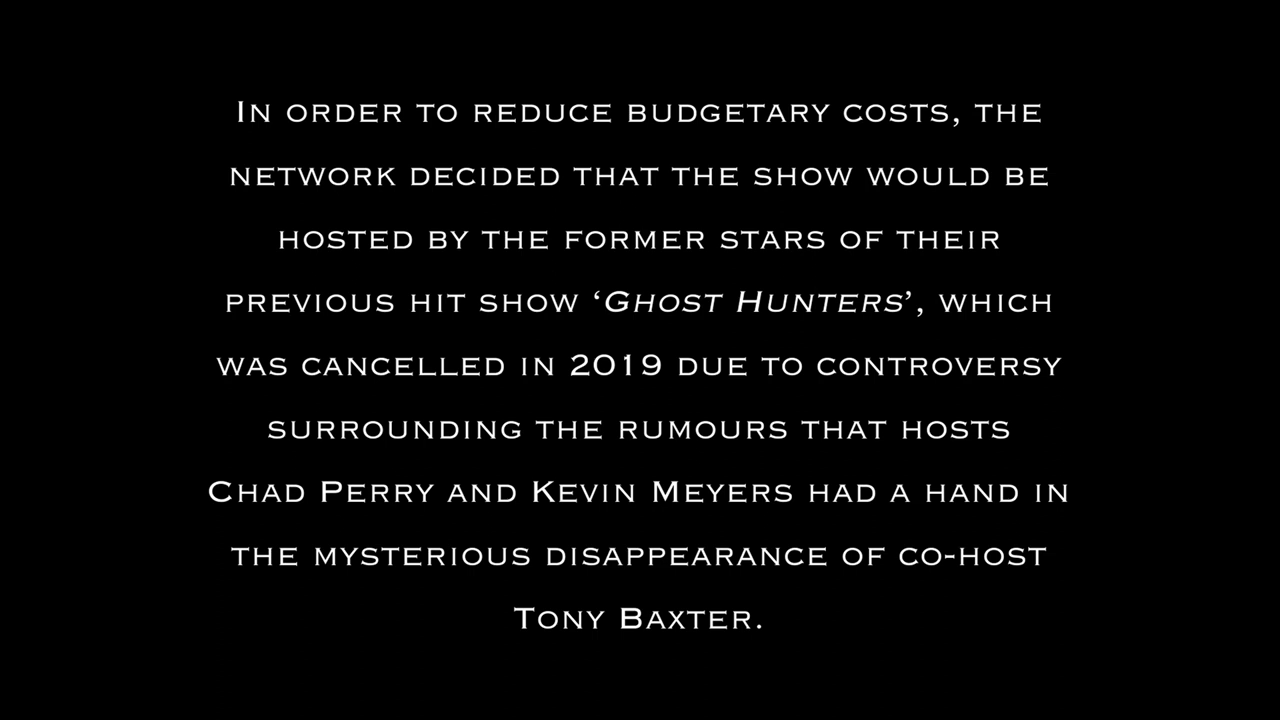 In order to reduce budgetary costs, the
network decided that the show would be
hosted by the former stars of their
previous hit show ‘Ghost Hunters’, which
was cancelled in 2019 due to controversy
surrounding the rumours that hosts
Chad Perry and Kevin Meyers had a hand in
the mysterious disappearance of co-host
Tony Baxter.